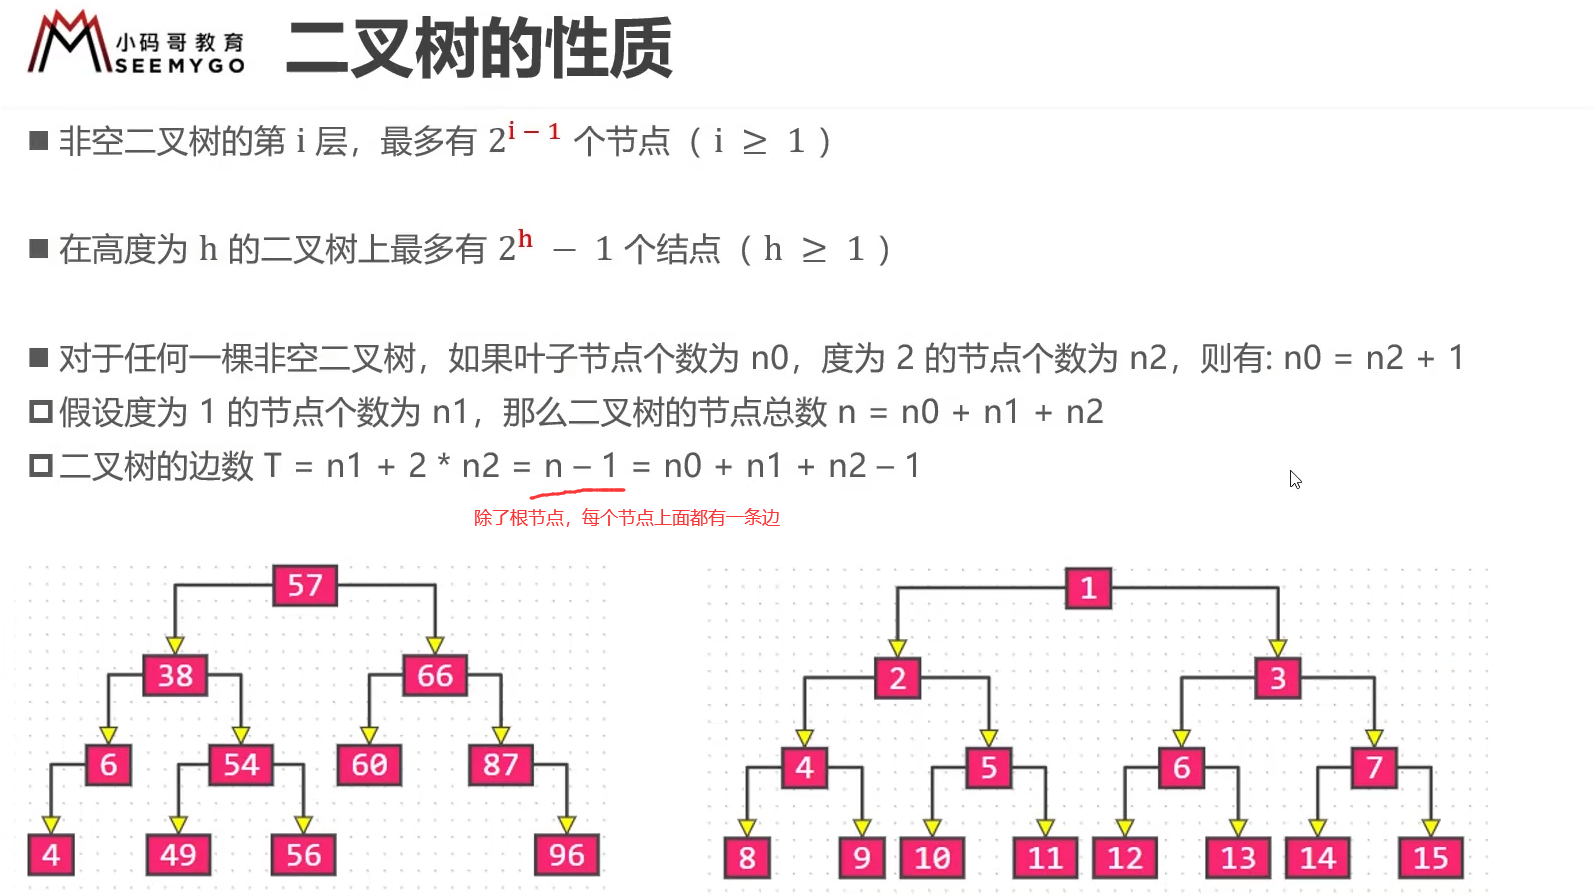 小码哥教育
SEEMYGO
二叉树的性质
■ 非空二叉树的第 i 层，最多有 2^{i − 1} 个节点（ i ≥ 1 ）
■ 在高度为 h 的二叉树上最多有 2^h − 1 个结点（ h ≥ 1 ）
■ 对于任何一棵非空二叉树，如果叶子节点个数为 n0，度为 2 的节点个数为 n2，则有: n0 = n2 + 1
假设度为 1 的节点个数为 n1，那么二叉树的节点总数 n = n0 + n1 + n2
二叉树的边数 T = n1 + 2 * n2 = n – 1 = n0 + n1 + n2 – 1
除了根节点，每个节点上面都有一条边
57
38 66
6 54 60 87
4 49 56 96
1
2 3
4 5 6 7
8 9 10 11 12 13 14 15